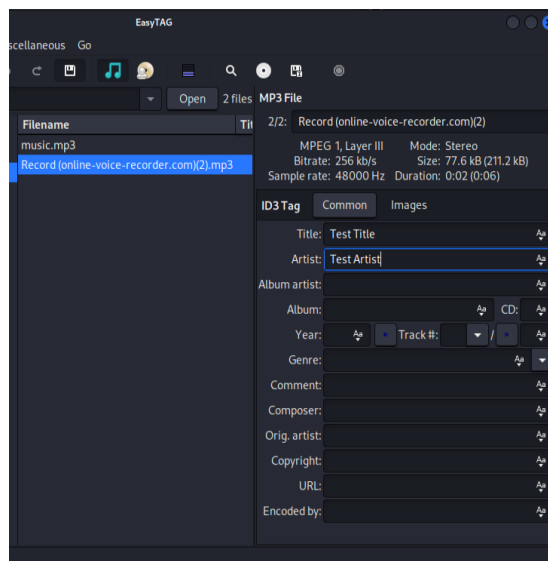 EasyTAG
scellaneous Go
Open 2 files
MP3 File
Filename Tit
2/2: Record (online-voice-recorder.com)(2)
music.mp3
Record (online-voice-recorder.com)(2).mp3
MPEG 1, Layer III Mode: Stereo
Bitrate: 256 kb/s Size: 77.6 kB (211.2 kB)
Sample rate: 48000 Hz Duration: 0:02 (0:06)
ID3 Tag Common Images
Title: Test Title
Artist: Test Artist
Album artist:
Album: CD:
Year: Track #: /
Genre:
Comment:
Composer:
Orig. artist:
Copyright:
URL:
Encoded by: